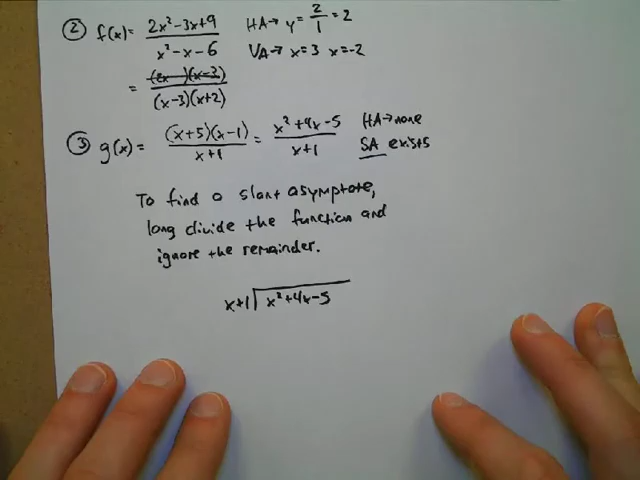 ② f(x)= 2x²-3x+9 / x²-x-6 HA→ y= 2/1 = 2
VA→ x=3 x=-2
= (x-3)(x+2)
③ g(x)= (x+5)(x-1) / x+1 = x²+4x-5 / x+1 HA→none
SA exists
To find a slant asymptote,
long divide the function and
ignore the remainder.
x+1 x²+4x-5